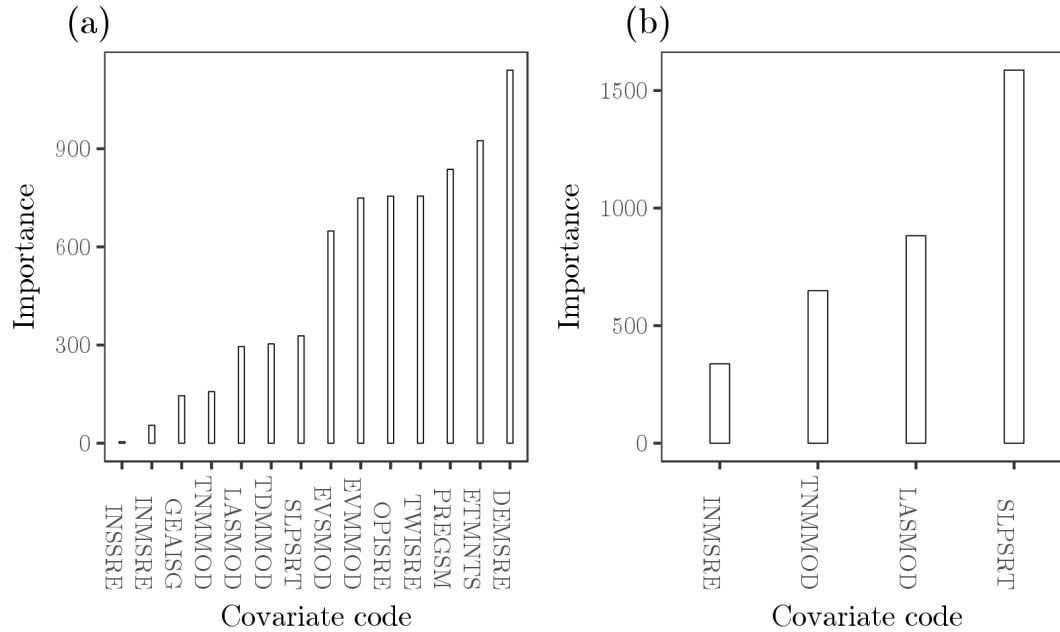 (a)
Importance
900
600
300
0
INSSRE
INMSRE
GEAISG
TNMMOD
LASMOD
TDMMOD
SLPSRT
EVSMOD
EVMMOD
OPISRE
TWISRE
PREGSM
ETMNTS
DEMSRE
Covariate code
(b)
Importance
1500
1000
500
0
INMSRE
TNMMOD
LASMOD
SLPSRT
Covariate code